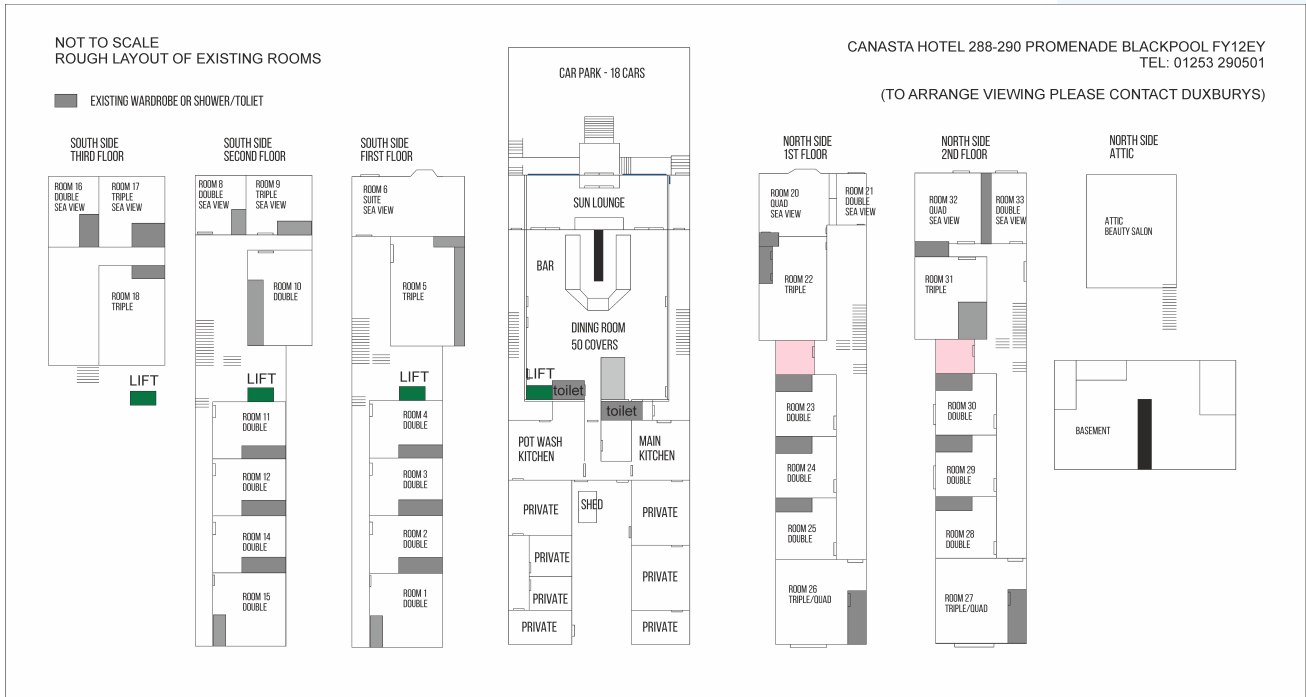 NOT TO SCALE
ROUGH LAYOUT OF EXISTING ROOMS
EXISTING WARDROBE OR SHOWER/TOLIET
CANASTA HOTEL 288-290 PROMENADE BLACKPOOL FY12EY
TEL: 01253 290501
(TO ARRANGE VIEWING PLEASE CONTACT DUXBURYS)
SOUTH SIDE
THIRD FLOOR
ROOM 16
DOUBLE
SEA VIEW
ROOM 17
TRIPLE
SEA VIEW
ROOM 18
TRIPLE
LIFT
SOUTH SIDE
SECOND FLOOR
ROOM 8
DOUBLE
SEA VIEW
ROOM 9
TRIPLE
SEA VIEW
ROOM 10
DOUBLE
LIFT
ROOM 11
DOUBLE
ROOM 12
DOUBLE
ROOM 14
DOUBLE
ROOM 15
DOUBLE
SOUTH SIDE
FIRST FLOOR
ROOM 6
SUITE
SEA VIEW
ROOM 5
TRIPLE
LIFT
ROOM 4
DOUBLE
ROOM 3
DOUBLE
ROOM 2
DOUBLE
ROOM 1
DOUBLE
CAR PARK - 18 CARS
SUN LOUNGE
BAR
DINING ROOM
50 COVERS
LIFT
toilet
toilet
POT WASH
KITCHEN
MAIN
KITCHEN
PRIVATE
SHED
PRIVATE
PRIVATE
PRIVATE
PRIVATE
PRIVATE
PRIVATE
NORTH SIDE
1ST FLOOR
ROOM 20
QUAD
SEA VIEW
ROOM 21
DOUBLE
SEA VIEW
ROOM 22
TRIPLE
ROOM 23
DOUBLE
ROOM 24
DOUBLE
ROOM 25
DOUBLE
ROOM 26
TRIPLE/QUAD
NORTH SIDE
2ND FLOOR
ROOM 32
QUAD
SEA VIEW
ROOM 33
DOUBLE
SEA VIEW
ROOM 31
TRIPLE
ROOM 30
DOUBLE
ROOM 29
DOUBLE
ROOM 28
DOUBLE
ROOM 27
TRIPLE/QUAD
NORTH SIDE
ATTIC
ATTIC
BEAUTY SALON
BASEMENT